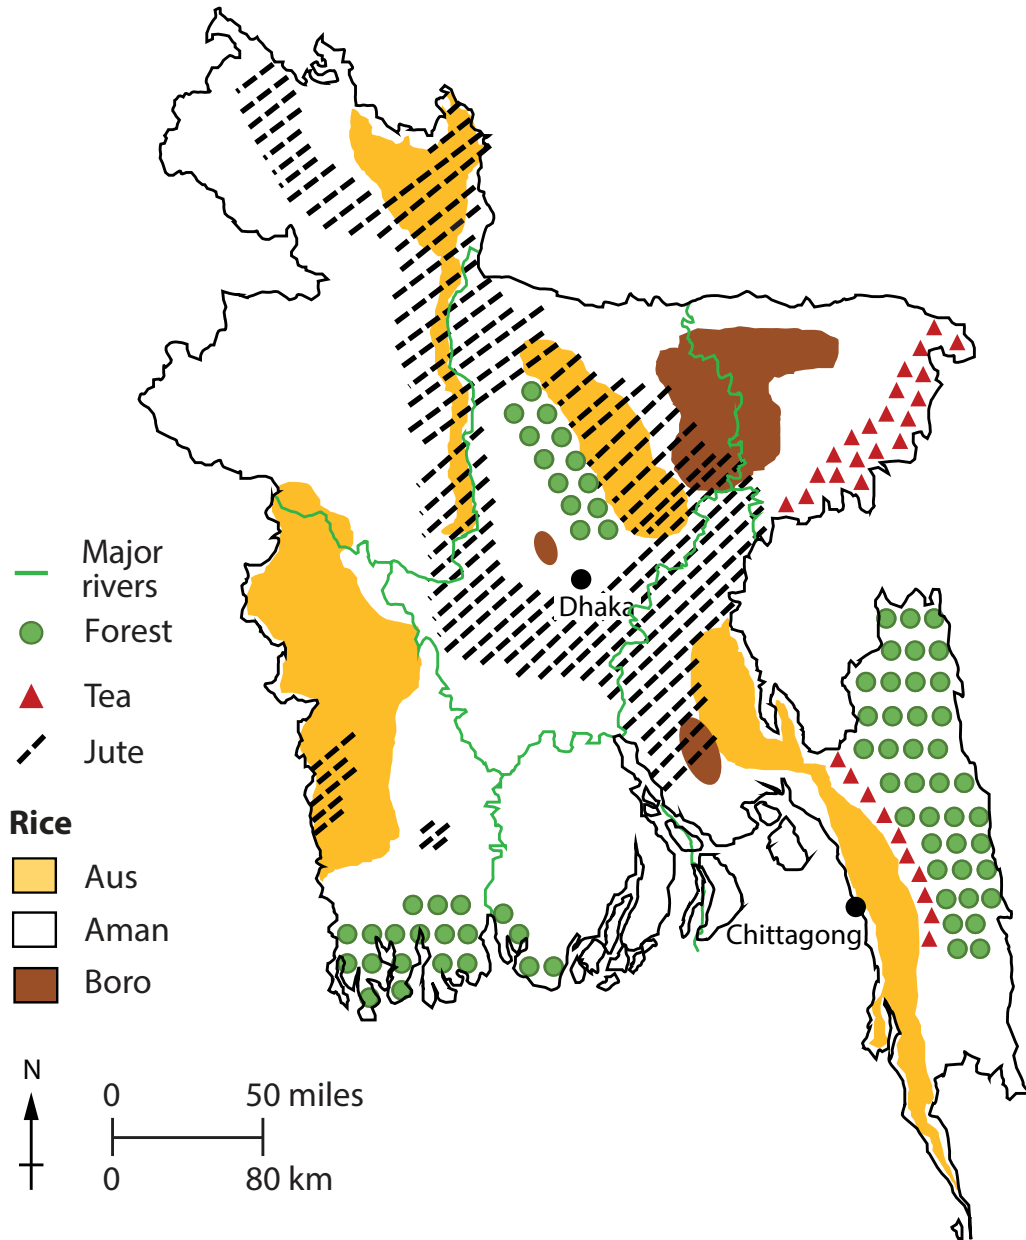 Major
rivers
Forest
Tea
Jute
Rice
Aus
Aman
Boro
Dhaka
Chittagong
N
0 50 miles
0 80 km